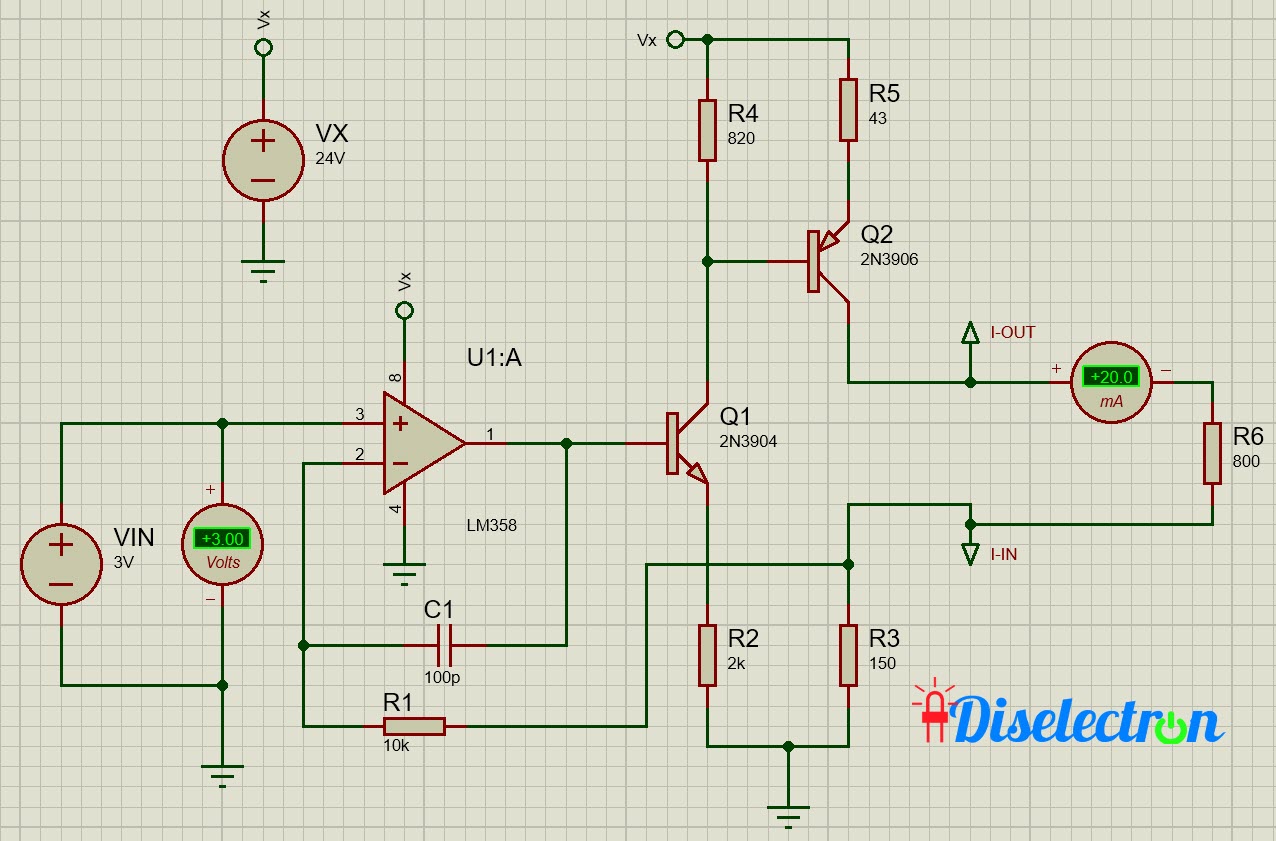 Vx
VX
24V
Vx
R4
820
R5
43
Q2
2N3906
Vx
U1:A
8
3
2
1
4
LM358
Q1
2N3904
I-OUT
+
+20.0
mA
−
R6
800
I-IN
VIN
3V
+
+3.00
Volts
−
C1
100p
R1
10k
R2
2k
R3
150
Diselectron